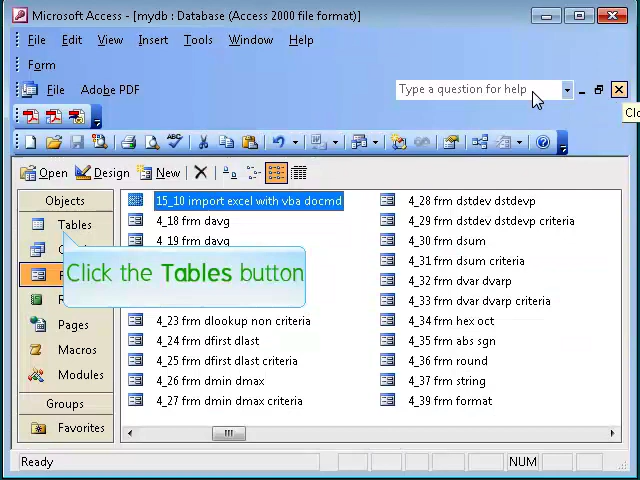 Microsoft Access - [mydb : Database (Access 2000 file format)]
File Edit View Insert Tools Window Help
Form
File Adobe PDF Type a question for help
Open Design New
Objects
Tables
Pages
Macros
Modules
Groups
Favorites
Click the Tables button
15_10 import excel with vba docmd
4_18 frm davg
4_19 frm davg
4_23 frm dlookup non criteria
4_24 frm dfirst dlast
4_25 frm dfirst dlast criteria
4_26 frm dmin dmax
4_27 frm dmin dmax criteria
4_28 frm dstdev dstdevp
4_29 frm dstdev dstdevp criteria
4_30 frm dsum
4_31 frm dsum criteria
4_32 frm dvar dvarp
4_33 frm dvar dvarp criteria
4_34 frm hex oct
4_35 frm abs sgn
4_36 frm round
4_37 frm string
4_39 frm format
Ready NUM